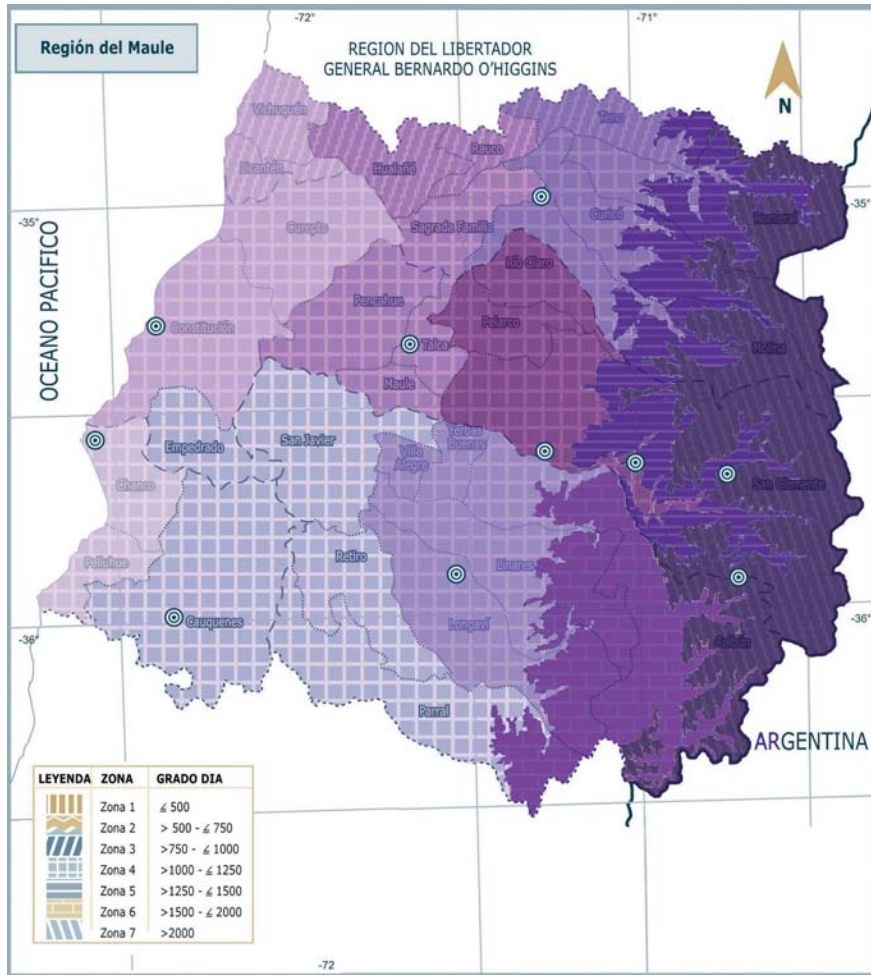 -72°
-71°
Región del Maule
REGION DEL LIBERTADOR
GENERAL BERNARDO O'HIGGINS
N
Vichuquén
Teno
Rauco
Hualañé
Licantén
-35°
-35°
Romeral
Curicó
Curepto
Sagrada Familia
Río Claro
OCEANO PACIFICO
Pencahue
Constitución
Pelarco
Talca
Molina
Maule
Yerbas
Buenas
Empedrado
San Javier
Villa
Alegre
Chanco
San Clemente
Pelluhue
Retiro
Linares
Cauquenes
Longaví
-36°
-36°
Colbún
Parral
ARGENTINA
LEYENDA ZONA GRADO DIA
Zona 1 ≤ 500
Zona 2 > 500 - ≤ 750
Zona 3 >750 - ≤ 1000
Zona 4 >1000 - ≤ 1250
Zona 5 >1250 - ≤ 1500
Zona 6 >1500 - ≤ 2000
Zona 7 >2000
-72